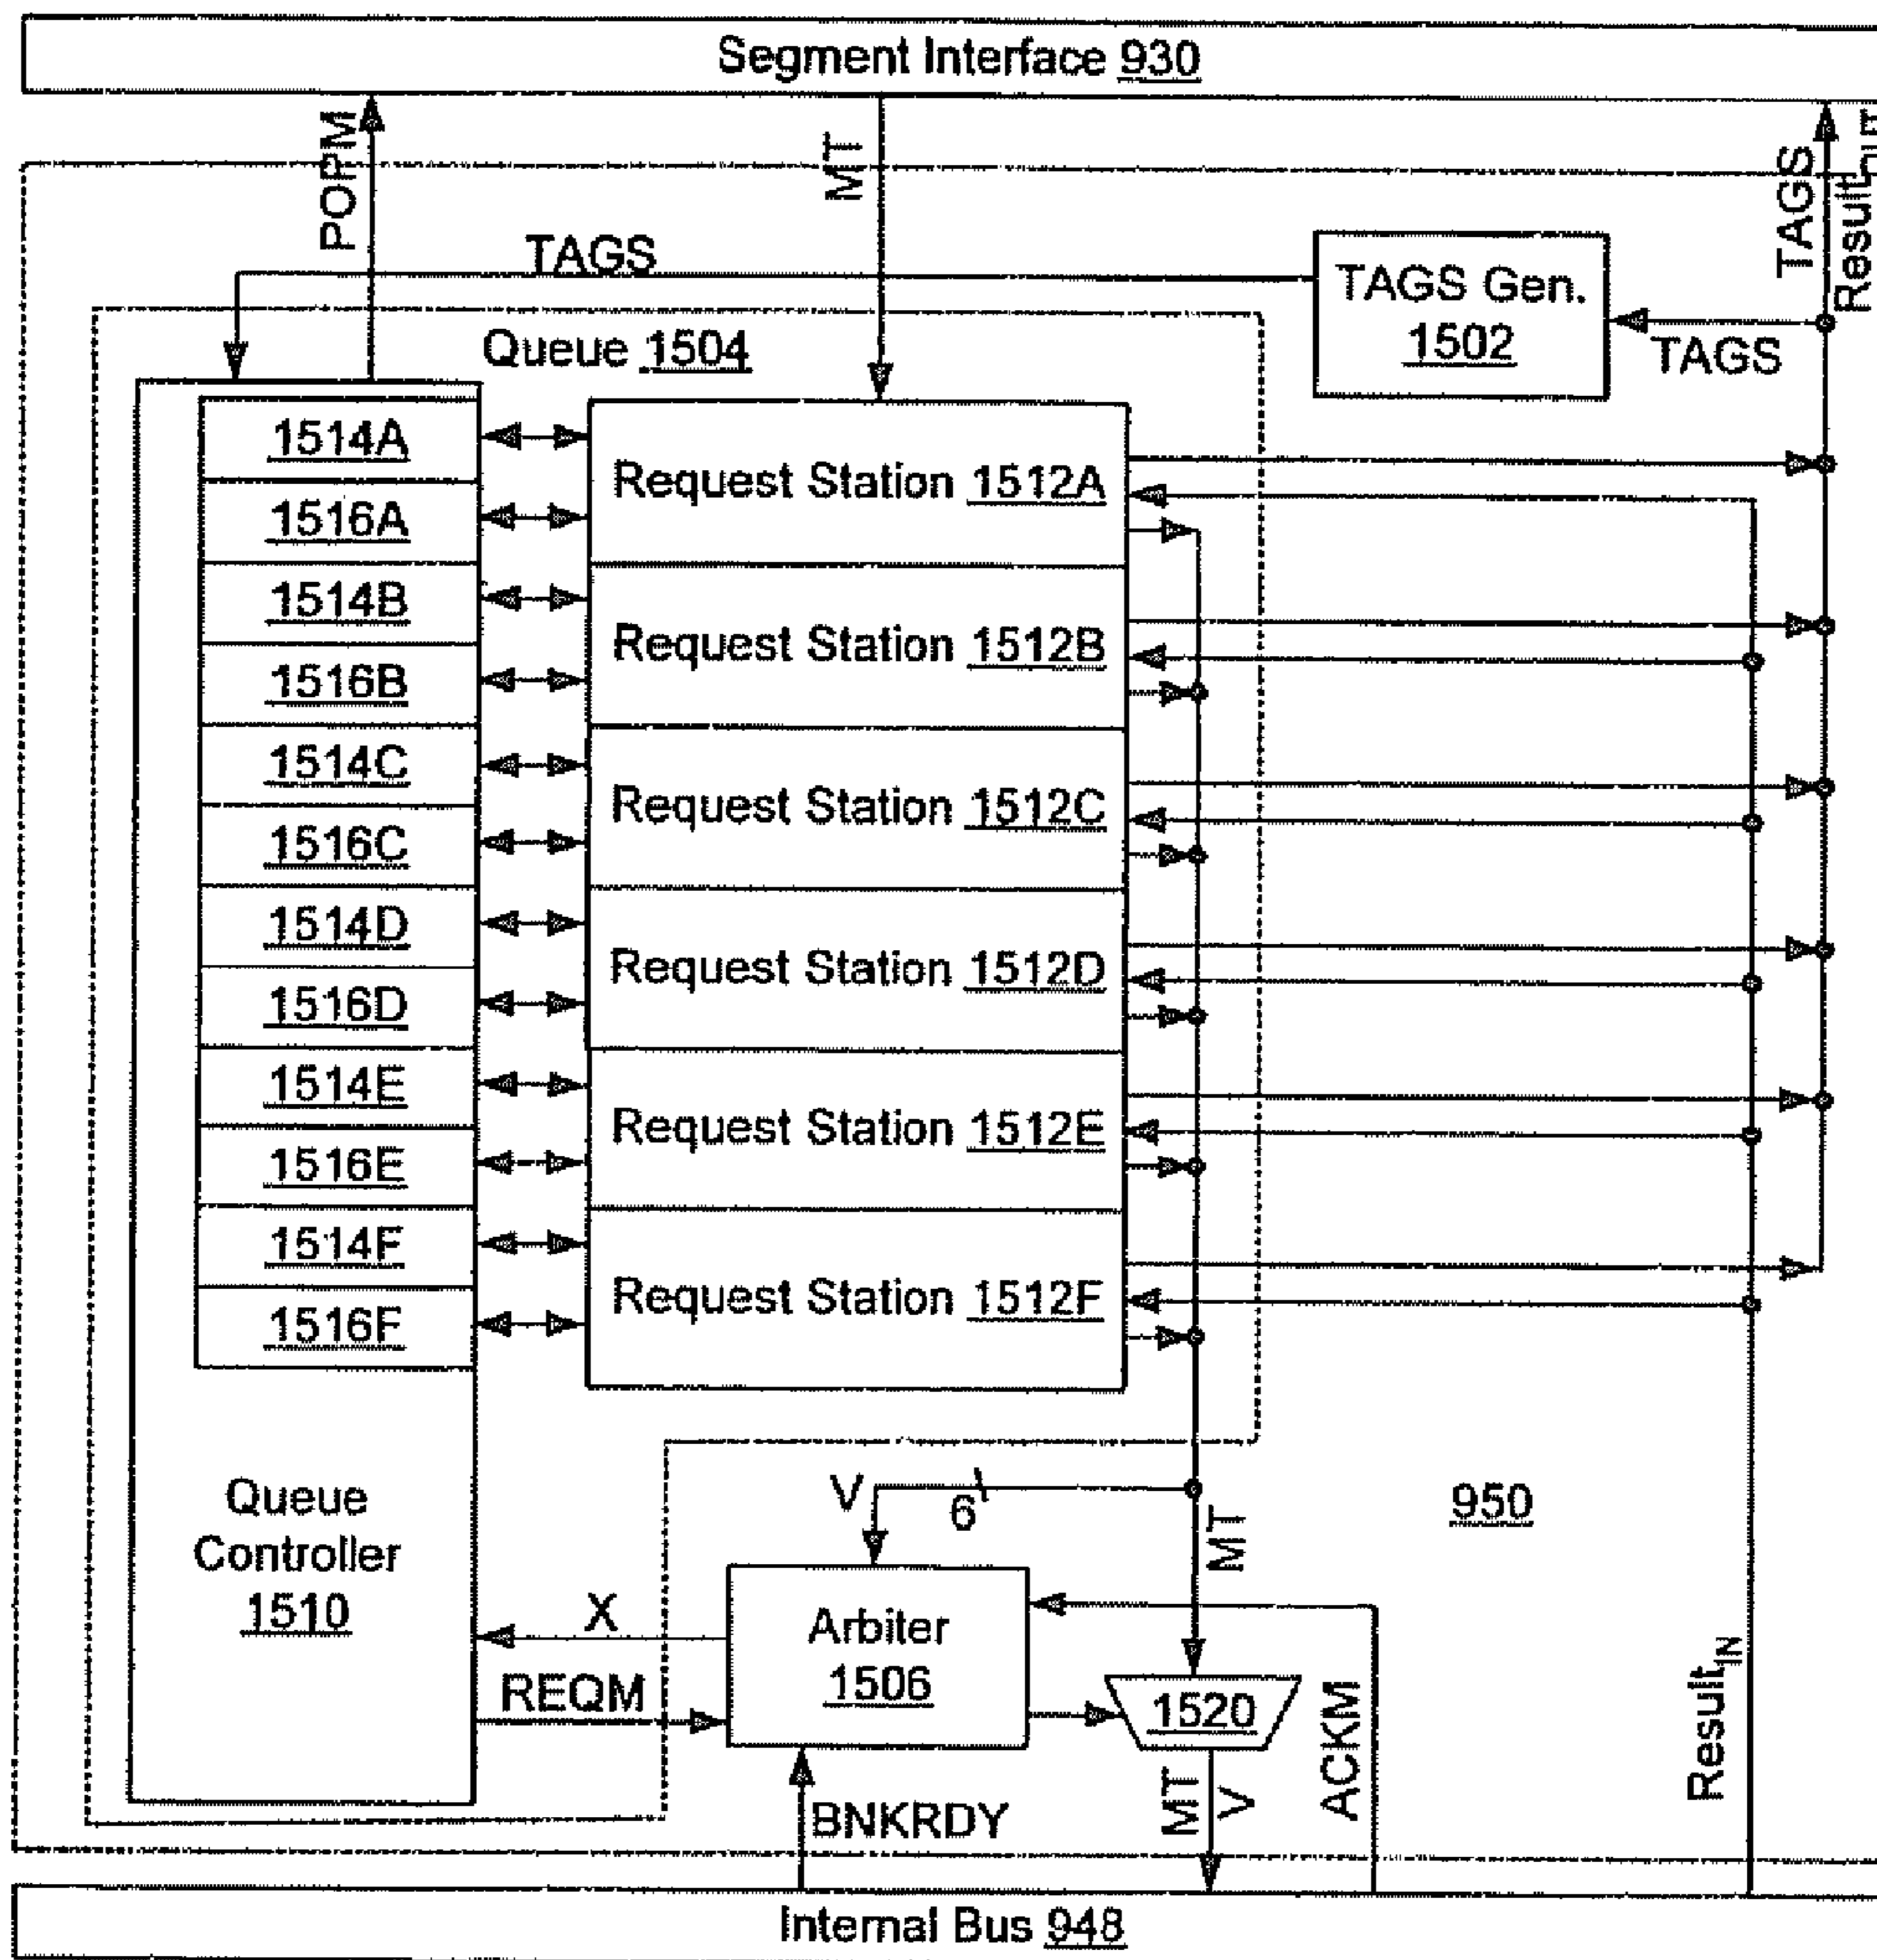 Segment Interface 930
POPM
MT
TAGS
Result OUT
TAGS
TAGS Gen.
1502
TAGS
Queue 1504
1514A
1516A
1514B
1516B
1514C
1516C
1514D
1516D
1514E
1516E
1514F
1516F
Request Station 1512A
Request Station 1512B
Request Station 1512C
Request Station 1512D
Request Station 1512E
Request Station 1512F
Queue
Controller
1510
V
6
MT
950
X
REQM
Arbiter
1506
1520
BNKRDY
MT
V
ACKM
Result IN
Internal Bus 948